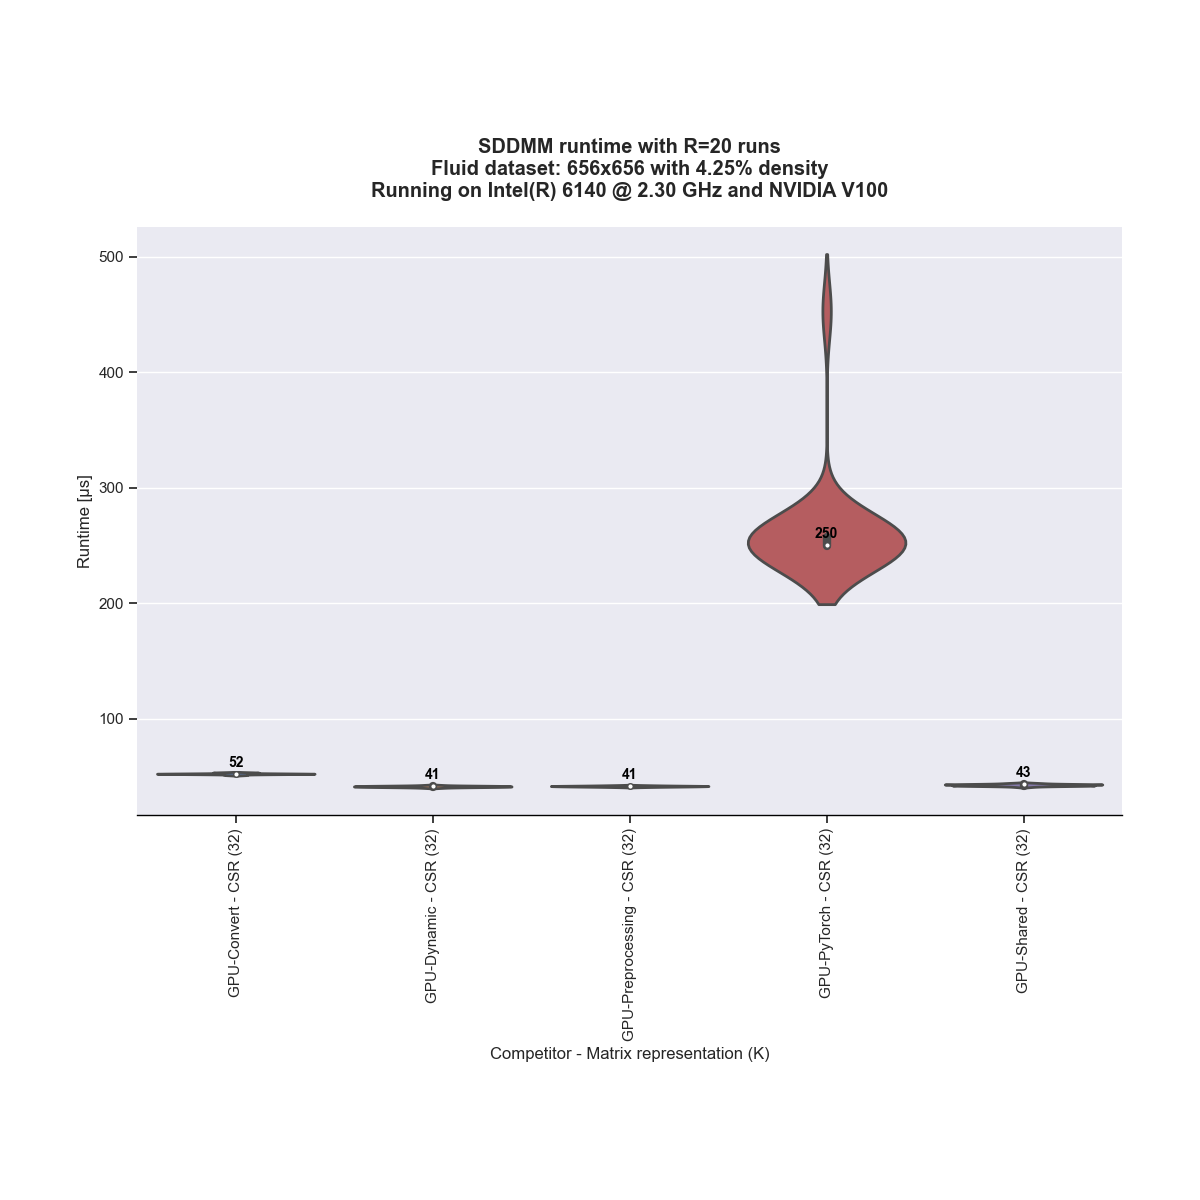 SDDMM runtime with R=20 runs
Fluid dataset: 656x656 with 4.25% density
Running on Intel(R) 6140 @ 2.30 GHz and NVIDIA V100
500
400
300
200
100
Runtime [µs]
52
41
41
250
43
GPU-Convert - CSR (32)
GPU-Dynamic - CSR (32)
GPU-Preprocessing - CSR (32)
GPU-PyTorch - CSR (32)
GPU-Shared - CSR (32)
Competitor - Matrix representation (K)